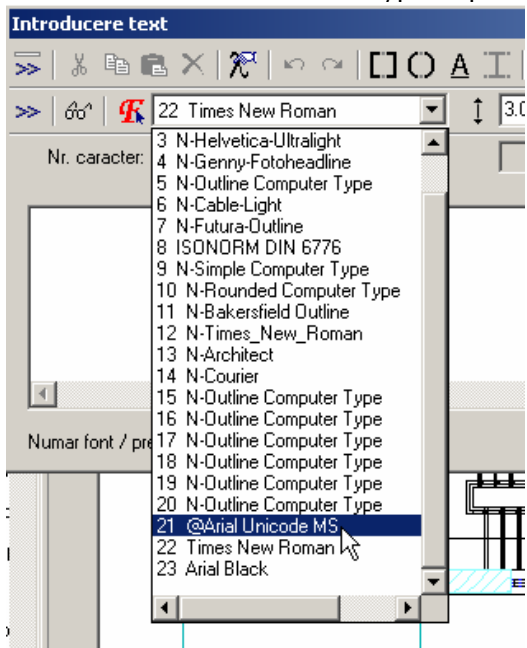 Introducere text
22 Times New Roman
3.0
Nr. caracter:
3 N-Helvetica-Ultralight
4 N-Genny-Fotoheadline
5 N-Outline Computer Type
6 N-Cable-Light
7 N-Futura-Outline
8 ISONORM DIN 6776
9 N-Simple Computer Type
10 N-Rounded Computer Type
11 N-Bakersfield Outline
12 N-Times_New_Roman
13 N-Architect
14 N-Courier
15 N-Outline Computer Type
16 N-Outline Computer Type
Numar font /
17 N-Outline Computer Type
18 N-Outline Computer Type
19 N-Outline Computer Type
20 N-Outline Computer Type
21 @Arial Unicode MS
22 Times New Roman
23 Arial Black